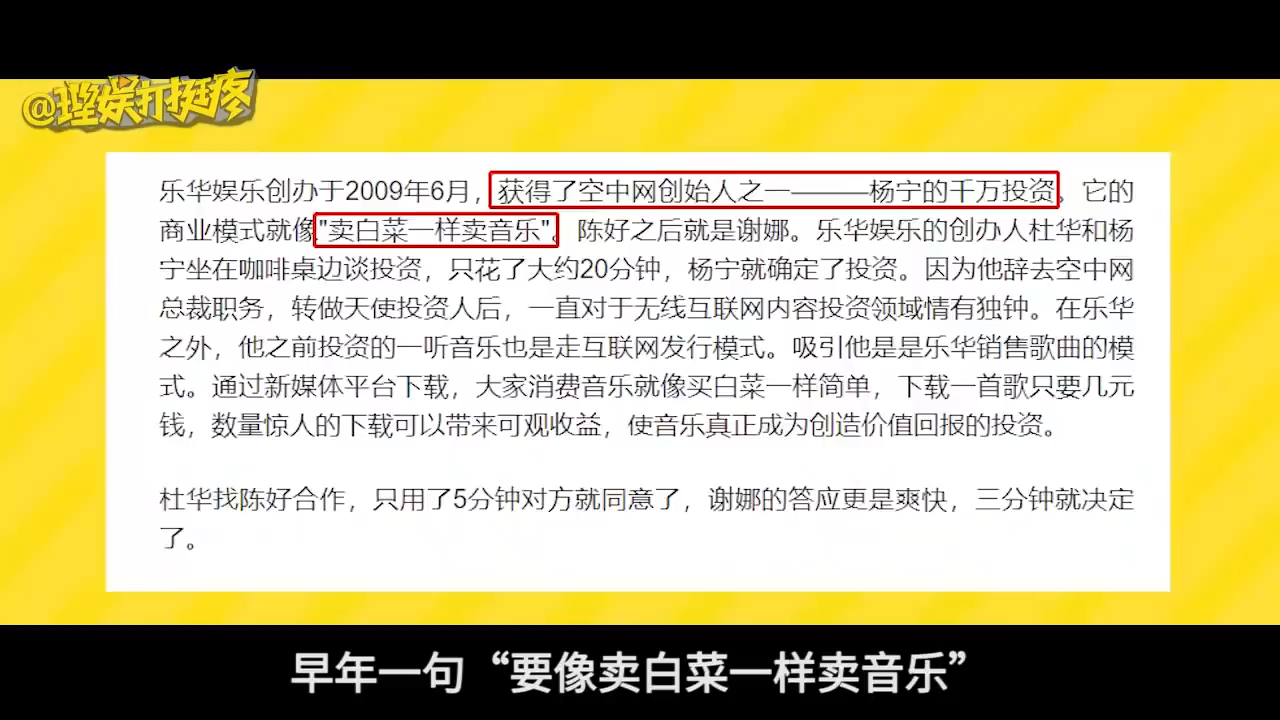 @理娱打挺疼
乐华娱乐创办于2009年6月，获得了空中网创始人之一———杨宁的千万投资。它的
商业模式就像"卖白菜一样卖音乐"。陈好之后就是谢娜。乐华娱乐的创办人杜华和杨
宁坐在咖啡桌边谈投资，只花了大约20分钟，杨宁就确定了投资。因为他辞去空中网
总裁职务，转做天使投资人后，一直对于无线互联网内容投资领域情有独钟。在乐华
之外，他之前投资的一听音乐也是走互联网发行模式。吸引他是是乐华销售歌曲的模
式。通过新媒体平台下载，大家消费音乐就像买白菜一样简单，下载一首歌只要几元
钱，数量惊人的下载可以带来可观收益，使音乐真正成为创造价值回报的投资。
杜华找陈好合作，只用了5分钟对方就同意了，谢娜的答应更是爽快，三分钟就决定
了。
早年一句“要像卖白菜一样卖音乐”